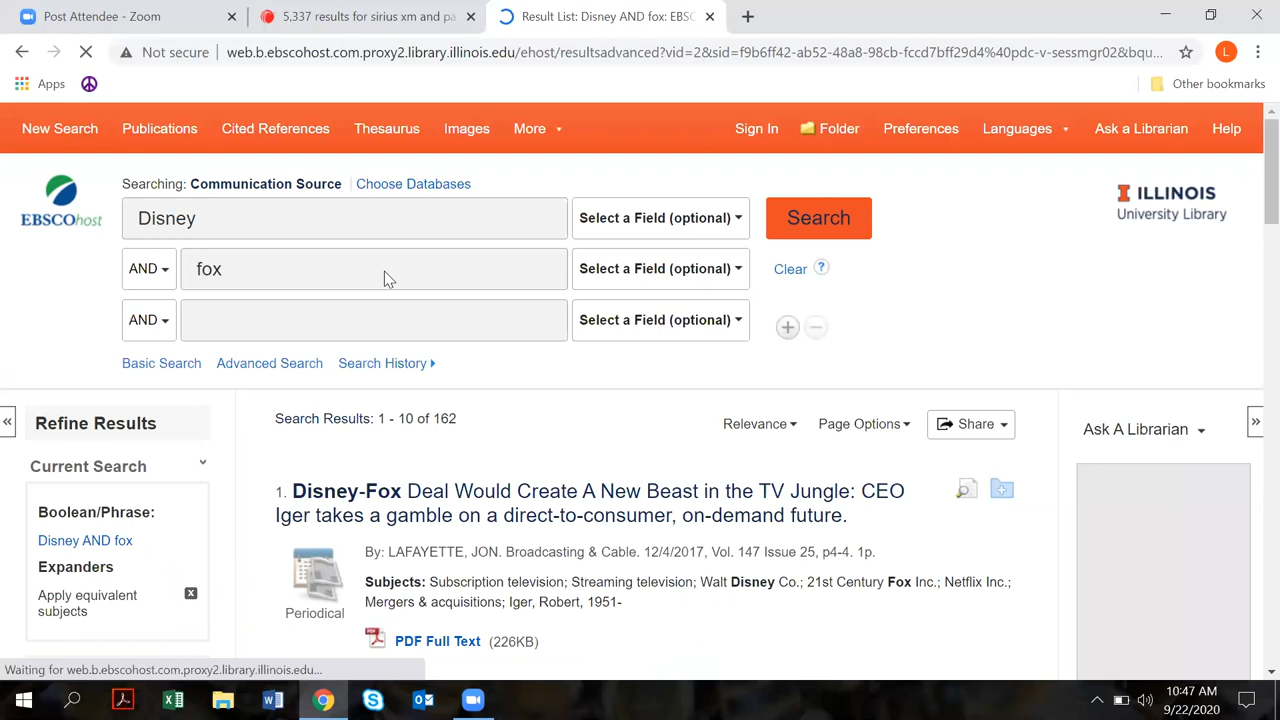 Post Attendee - Zoom
5,337 results for sirius xm and pa
Result List: Disney AND fox: EBSC
Not secure
web.b.ebscohost.com.proxy2.library.illinois.edu/ehost/resultsadvanced?vid=2&sid=f9b6ff42-ab52-48a8-98cb-fccd7bff29d4%40pdc-v-sessmgr02&bqu...
L
Apps
Other bookmarks
New Search
Publications
Cited References
Thesaurus
Images
More
Sign In
Folder
Preferences
Languages
Ask a Librarian
Help
Searching: Communication Source
Choose Databases
EBSCOhost
Disney
Select a Field (optional)
Search
I ILLINOIS
University Library
AND
fox
Select a Field (optional)
Clear
?
AND
Select a Field (optional)
Basic Search
Advanced Search
Search History
Refine Results
Search Results: 1 - 10 of 162
Relevance
Page Options
Share
Ask A Librarian
Current Search
Boolean/Phrase:
Disney AND fox
Expanders
Apply equivalent
subjects
1. Disney-Fox Deal Would Create A New Beast in the TV Jungle: CEO
Iger takes a gamble on a direct-to-consumer, on-demand future.
By: LAFAYETTE, JON. Broadcasting & Cable. 12/4/2017, Vol. 147 Issue 25, p4-4. 1p.
Subjects: Subscription television; Streaming television; Walt Disney Co.; 21st Century Fox Inc.; Netflix Inc.;
Mergers & acquisitions; Iger, Robert, 1951-
Periodical
PDF Full Text (226KB)
Waiting for web.b.ebscohost.com.proxy2.library.illinois.edu...
10:47 AM
9/22/2020